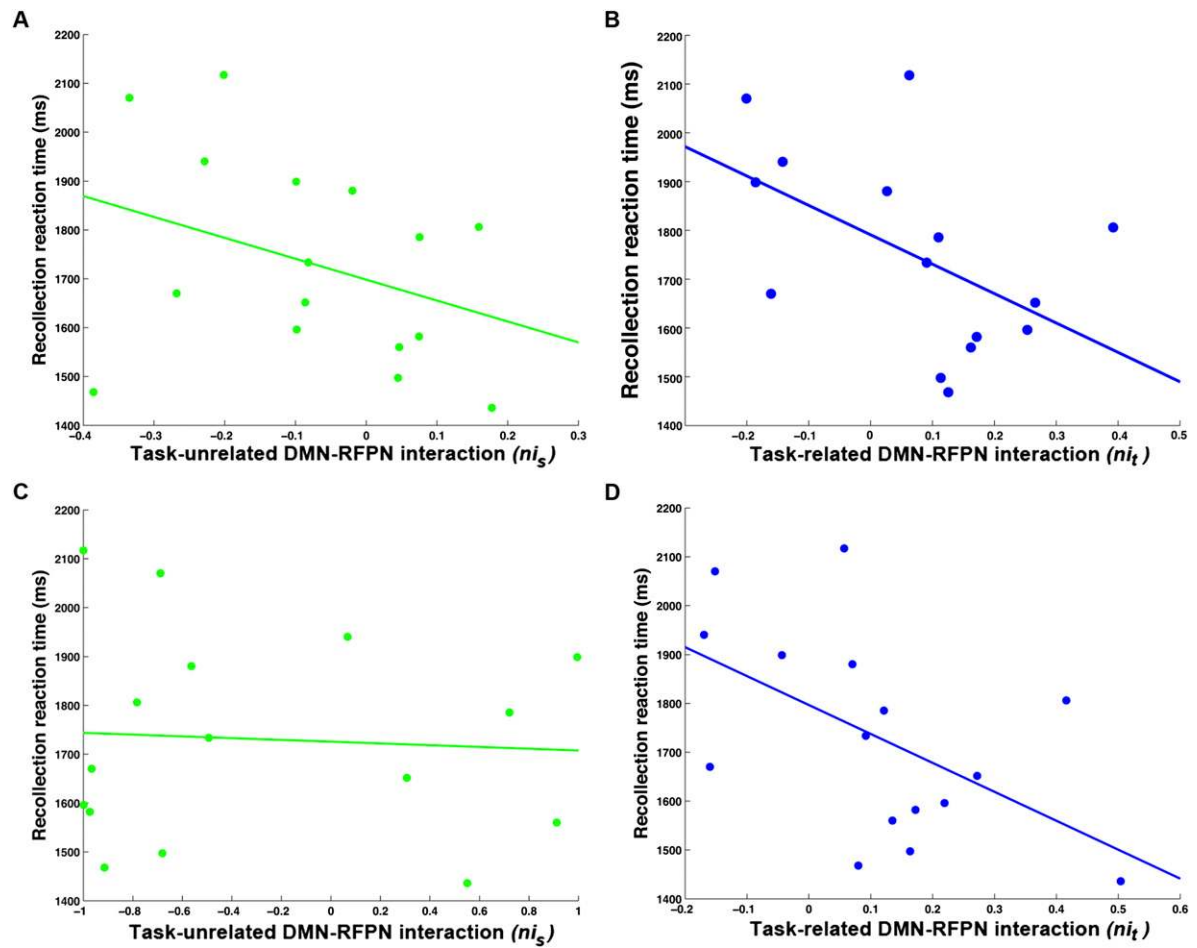 A
2200
2100
2000
1900
1800
1700
1600
1500
1400
Recollection reaction time (ms)
−0.4 −0.3 −0.2 −0.1 0 0.1 0.2 0.3
Task-unrelated DMN-RFPN interaction (ni_s)
B
2200
2100
2000
1900
1800
1700
1600
1500
1400
Recollection reaction time (ms)
−0.2 −0.1 0 0.1 0.2 0.3 0.4 0.5
Task-related DMN-RFPN interaction (ni_t)
C
2200
2100
2000
1900
1800
1700
1600
1500
1400
Recollection reaction time (ms)
−1 −0.8 −0.6 −0.4 −0.2 0 0.2 0.4 0.6 0.8 1
Task-unrelated DMN-RFPN interaction (ni_s)
D
2200
2100
2000
1900
1800
1700
1600
1500
1400
Recollection reaction time (ms)
−0.2 −0.1 0 0.1 0.2 0.3 0.4 0.5 0.6
Task-related DMN-RFPN interaction (ni_t)